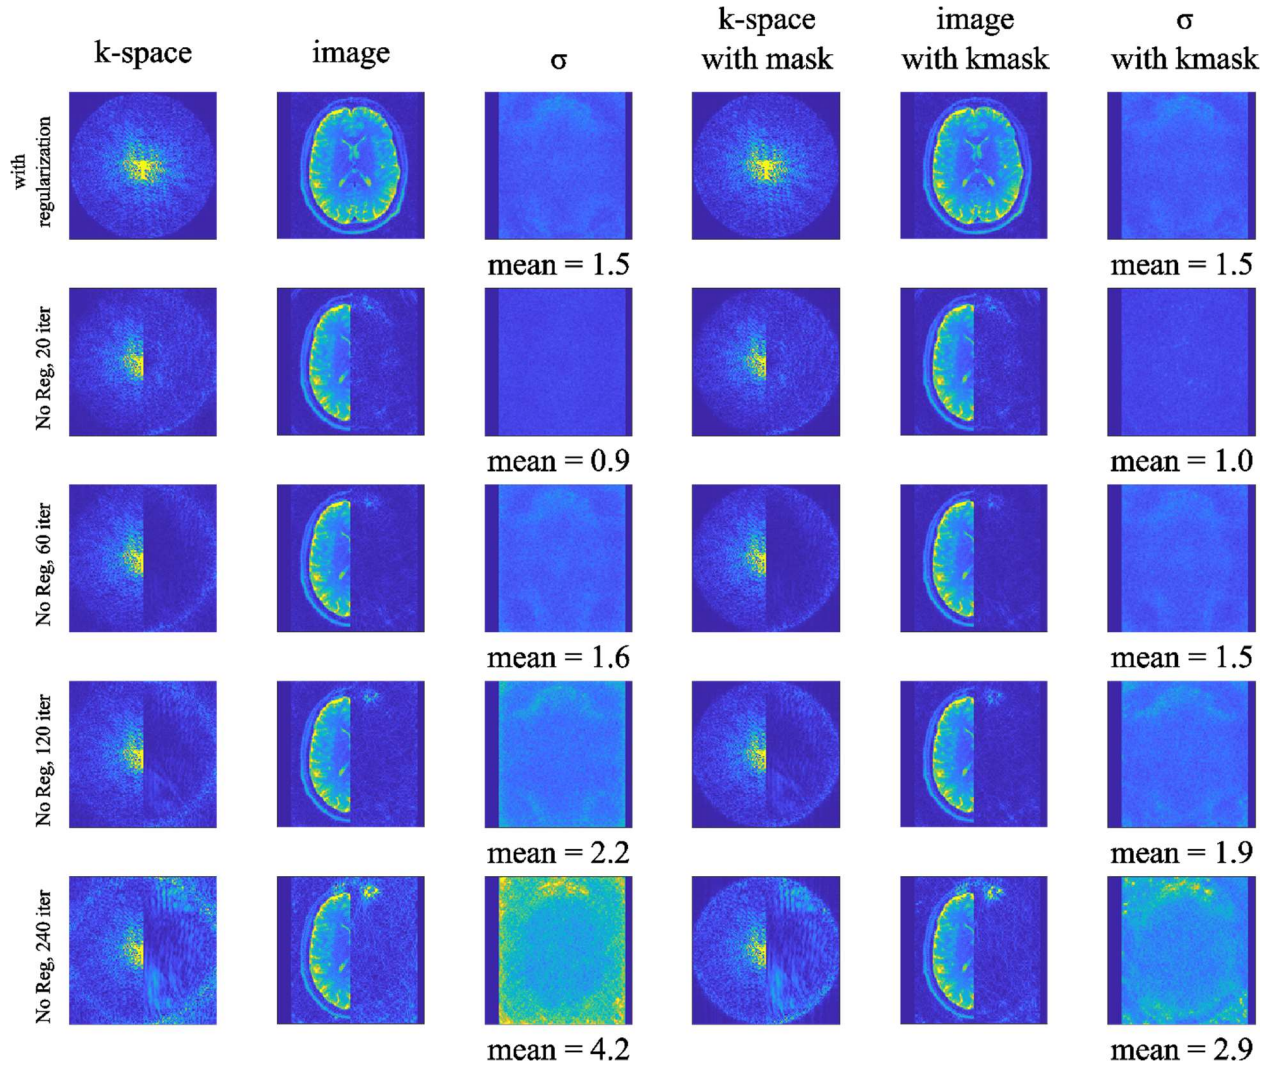 k-space
image
σ
k-space
with mask
image
with kmask
σ
with kmask
with
regularization
mean = 1.5
mean = 1.5
No Reg, 20 iter
mean = 0.9
mean = 1.0
No Reg, 60 iter
mean = 1.6
mean = 1.5
No Reg, 120 iter
mean = 2.2
mean = 1.9
No Reg, 240 iter
mean = 4.2
mean = 2.9